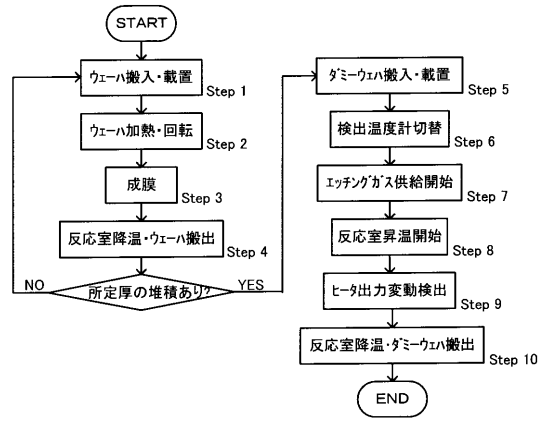 START
ｳｪｰﾊ搬入・載置
Step 1
ｳｪｰﾊ加熱・回転
Step 2
成膜
Step 3
反応室降温・ｳｪｰﾊ搬出
Step 4
所定厚の堆積あり?
NO
YES
ﾀﾞﾐｰｳｪﾊ搬入・載置
Step 5
検出温度計切替
Step 6
ｴｯﾁﾝｸﾞｶﾞｽ供給開始
Step 7
反応室昇温開始
Step 8
ﾋｰﾀ出力変動検出
Step 9
反応室降温・ﾀﾞﾐｰｳｪﾊ搬出
Step 10
END